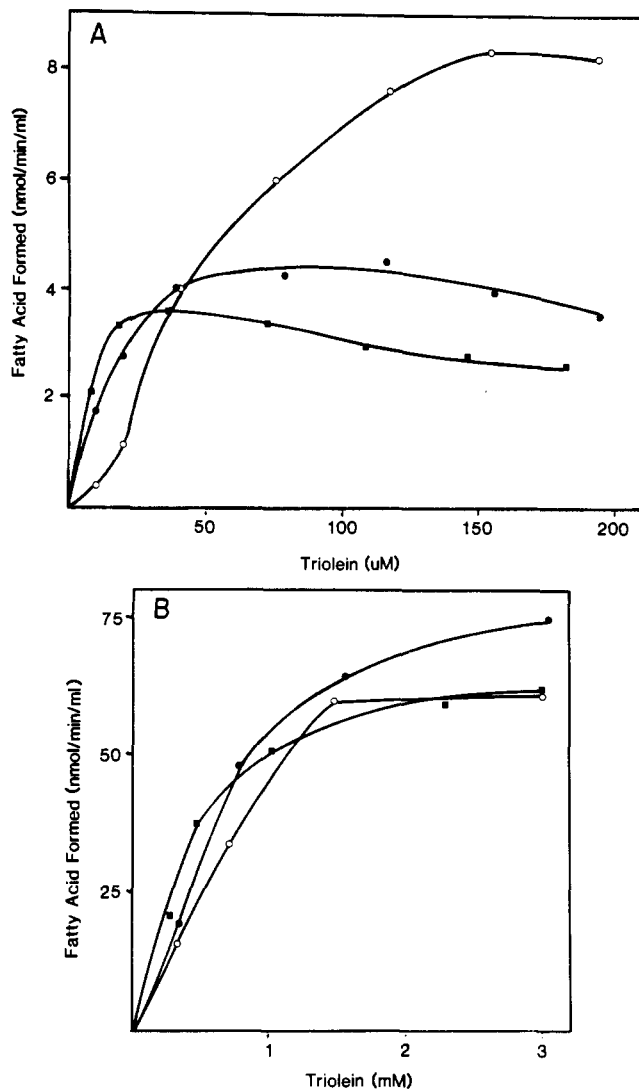 A
Fatty Acid Formed (nmol/min/ml)
8
6
4
2
50
100
150
200
Triolein (uM)
B
Fatty Acid Formed (nmol/min/ml)
75
50
25
1
2
3
Triolein (mM)